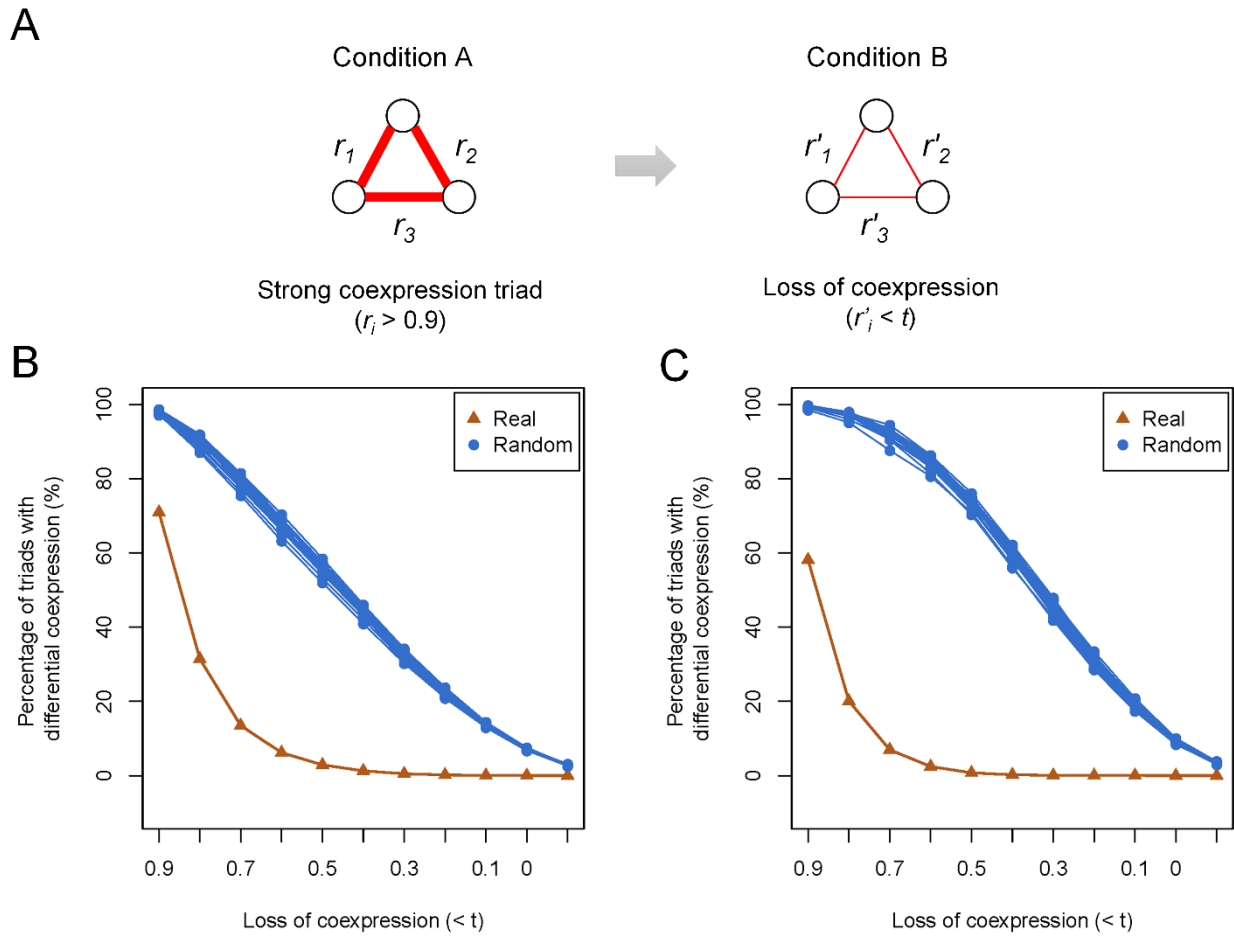 A
Condition A
Condition B
r1
r2
r3
r'1
r'2
r'3
Strong coexpression triad
(ri > 0.9)
Loss of coexpression
(r'i < t)
B
Percentage of triads with
differential coexpression (%)
100
80
60
40
20
0
Real
Random
0.9
0.7
0.5
0.3
0.1
0
Loss of coexpression (< t)
C
Percentage of triads with
differential coexpression (%)
100
80
60
40
20
0
Real
Random
0.9
0.7
0.5
0.3
0.1
0
Loss of coexpression (< t)